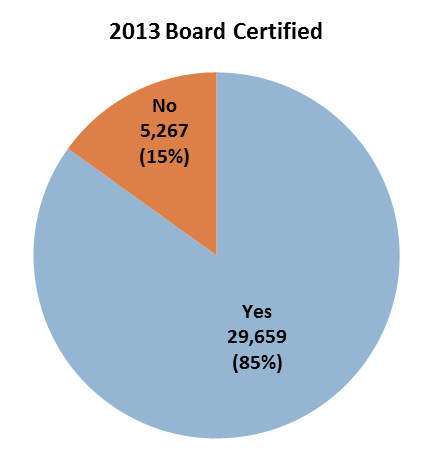 2013 Board Certified
No
5,267
(15%)
Yes
29,659
(85%)